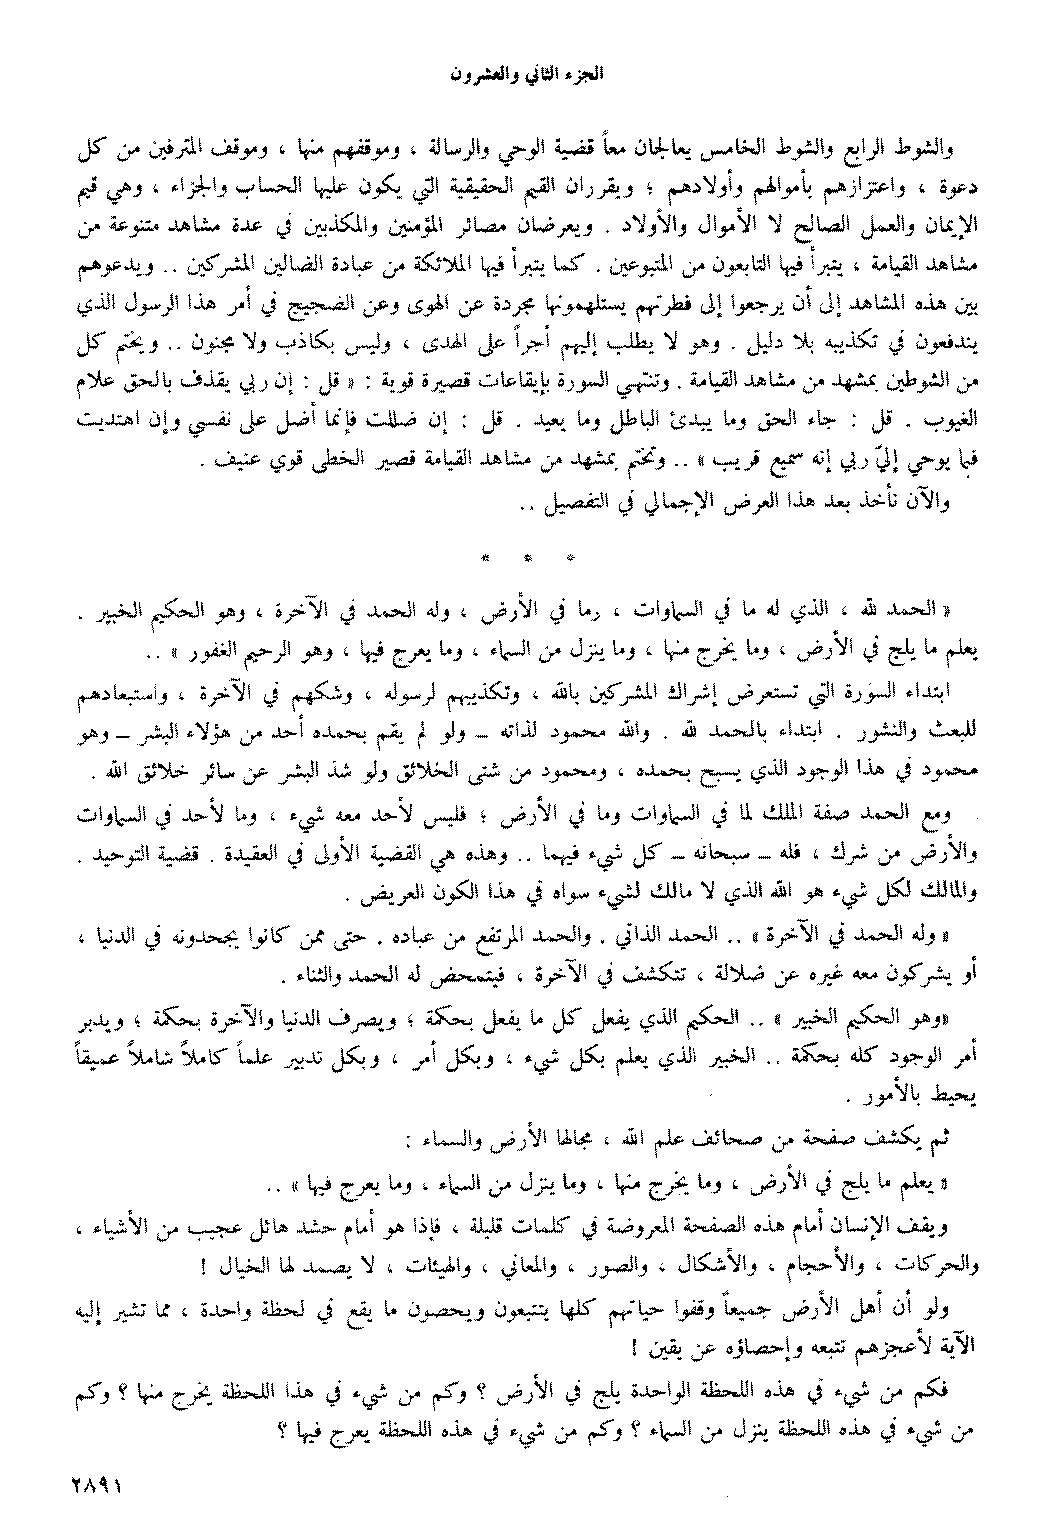 الجزء الثاني والعشرون
والشوط الرابع والشوط الخامس يعالجان معاً قضية الوحي والرسالة ، وموقفهم منها ، وموقف المترفين من كل
دعوة ، واعتزازهم بأموالهم وأولادهم ؛ ويقرران القيم الحقيقية التي يكون عليها الحساب والجزاء ، وهي قيم
الإيمان والعمل الصالح لا الأموال والأولاد . ويعرضان مصائر المؤمنين والمكذبين في عدة مشاهد متنوعة من
مشاهد القيامة ، يتبرأ فيها التابعون من المتبوعين . كما يتبرأ فيها الملائكة من عبادة الضالين المشركين .. ويدعوهم
بين هذه المشاهد إلى أن يرجعوا إلى فطرتهم يستلهمونها مجردة عن الهوى وعن الضجيج في أمر هذا الرسول الذي
يندفعون في تكذيبه بلا دليل . وهو لا يطلب إليهم أجراً على الهدى ، وليس بكاذب ولا مجنون .. ويختم كل
من الشوطين بمشهد من مشاهد القيامة . وتنتهي السورة بإيقاعات قصيرة قوية : « قل : إن ربي يقذف بالحق علام
الغيوب . قل : جاء الحق وما يبدئ الباطل وما يعيد . قل : إن ضللت فإنما أضل على نفسي وإن اهتديت
فبما يوحي إليّ ربي إنه سميع قريب » .. وتختم بمشهد من مشاهد القيامة قصير الخطى قوي عنيف .
والآن نأخذ بعد هذا العرض الإجمالي في التفصيل ..
* * *
« الحمد لله ، الذي له ما في السماوات ، وما في الأرض ، وله الحمد في الآخرة ، وهو الحكيم الخبير .
يعلم ما يلج في الأرض ، وما يخرج منها ، وما ينزل من السماء ، وما يعرج فيها ، وهو الرحيم الغفور » ..
ابتداء السورة التي تستعرض إشراك المشركين بالله ، وتكذيبهم لرسوله ، وشكهم في الآخرة ، واستبعادهم
للبعث والنشور . ابتداء بالحمد لله . والله محمود لذاته – ولو لم يقم بحمده أحد من هؤلاء البشر – وهو
محمود في هذا الوجود الذي يسبح بحمده ، ومحمود من شتى الخلائق ولو شذ البشر عن سائر خلائق الله .
ومع الحمد صفة الملك لما في السماوات وما في الأرض ؛ فليس لأحد معه شيء ، وما لأحد في السماوات
والأرض من شرك ، فله – سبحانه – كل شيء فيهما .. وهذه هي القضية الأولى في العقيدة . قضية التوحيد .
والمالك لكل شيء هو الله الذي لا مالك لشيء سواه في هذا الكون العريض .
« وله الحمد في الآخرة » .. الحمد الذاتي . والحمد المرتفع من عباده . حتى ممن كانوا يجحدونه في الدنيا ،
أو يشركون معه غيره عن ضلالة ، تتكشف في الآخرة ، فيتمحض له الحمد والثناء .
«وهو الحكيم الخبير » .. الحكيم الذي يفعل كل ما يفعل بحكمة ؛ ويصرف الدنيا والآخرة بحكمة ؛ ويدبر
أمر الوجود كله بحكمة .. الخبير الذي يعلم بكل شيء ، وبكل أمر ، وبكل تدبير علماً كاملاً شاملاً عميقاً
يحيط بالأمور .
ثم يكشف صفحة من صحائف علم الله ، مجالها الأرض والسماء :
« يعلم ما يلج في الأرض ، وما يخرج منها ، وما ينزل من السماء ، وما يعرج فيها » ..
ويقف الإنسان أمام هذه الصفحة المعروضة في كلمات قليلة ، فإذا هو أمام حشد هائل عجيب من الأشياء ،
والحركات ، والأحجام ، والأشكال ، والصور ، والمعاني ، والهيئات ، لا يصمد لها الخيال !
ولو أن أهل الأرض جميعاً وقفوا حياتهم كلها يتتبعون ويحصون ما يقع في لحظة واحدة ، مما تشير إليه
الآية لأعجزهم تتبعه وإحصاؤه عن يقين !
فكم من شيء في هذه اللحظة الواحدة يلج في الأرض ؟ وكم من شيء في هذا اللحظة يخرج منها ؟ وكم
من شيء في هذه اللحظة ينزل من السماء ؟ وكم من شيء في هذه اللحظة يعرج فيها ؟
٢٨٩١